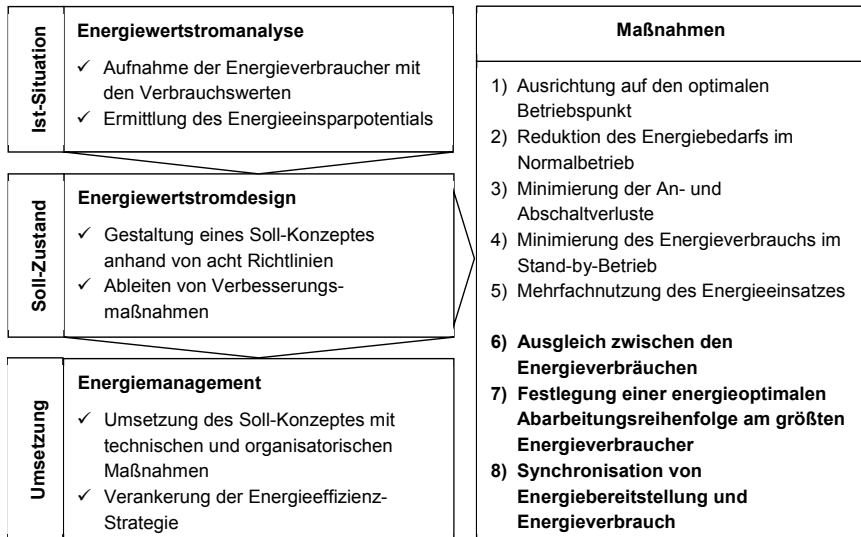 Ist-Situation
Energiewertstromanalyse
✓ Aufnahme der Energieverbraucher mit
den Verbrauchswerten
✓ Ermittlung des Energieeinsparpotentials
Soll-Zustand
Energiewertstromdesign
✓ Gestaltung eines Soll-Konzeptes
anhand von acht Richtlinien
✓ Ableiten von Verbesserungs-
maßnahmen
Umsetzung
Energiemanagement
✓ Umsetzung des Soll-Konzeptes mit
technischen und organisatorischen
Maßnahmen
✓ Verankerung der Energieeffizienz-
Strategie
Maßnahmen
1) Ausrichtung auf den optimalen
Betriebspunkt
2) Reduktion des Energiebedarfs im
Normalbetrieb
3) Minimierung der An- und
Abschaltverluste
4) Minimierung des Energieverbrauchs im
Stand-by-Betrieb
5) Mehrfachnutzung des Energieeinsatzes
6) Ausgleich zwischen den
Energieverbräuchen
7) Festlegung einer energieoptimalen
Abarbeitungsreihenfolge am größten
Energieverbraucher
8) Synchronisation von
Energiebereitstellung und
Energieverbrauch